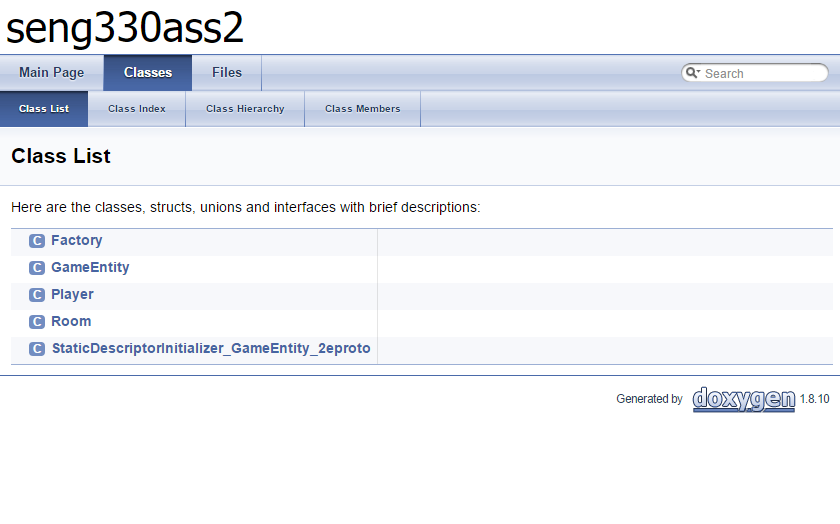 seng330ass2
Main Page Classes Files Search
Class List Class Index Class Hierarchy Class Members
Class List
Here are the classes, structs, unions and interfaces with brief descriptions:
C Factory
C GameEntity
C Player
C Room
C StaticDescriptorInitializer_GameEntity_2eproto
Generated by doxygen 1.8.10